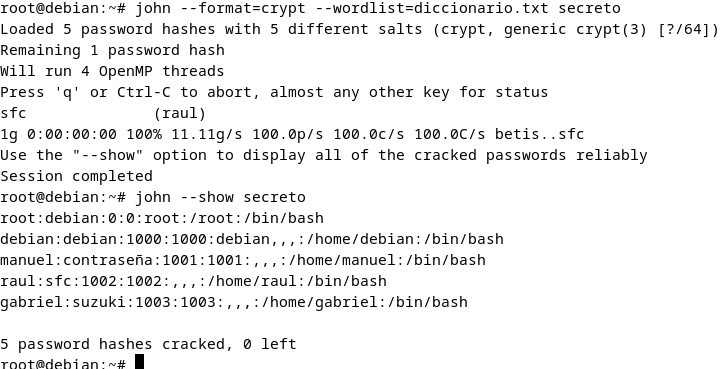 root@debian:~# john --format=crypt --wordlist=diccionario.txt secreto
Loaded 5 password hashes with 5 different salts (crypt, generic crypt(3) [?/64])
Remaining 1 password hash
Will run 4 OpenMP threads
Press 'q' or Ctrl-C to abort, almost any other key for status
sfc              (raul)
1g 0:00:00:00 100% 11.11g/s 100.0p/s 100.0c/s 100.0C/s betis..sfc
Use the "--show" option to display all of the cracked passwords reliably
Session completed
root@debian:~# john --show secreto
root:debian:0:0:root:/root:/bin/bash
debian:debian:1000:1000:debian,,,:/home/debian:/bin/bash
manuel:contraseña:1001:1001:,,,:/home/manuel:/bin/bash
raul:sfc:1002:1002:,,,:/home/raul:/bin/bash
gabriel:suzuki:1003:1003:,,,:/home/gabriel:/bin/bash

5 password hashes cracked, 0 left
root@debian:~#